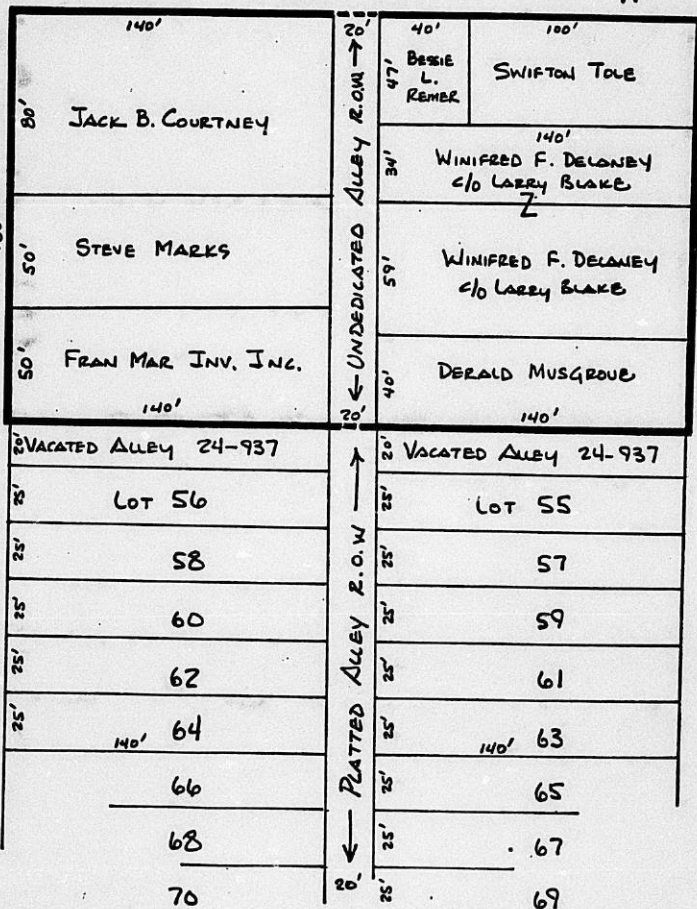 140'
80'
JACK B. COURTNEY
50'
STEVE MARKS
50'
FRAN MAR INV. INC.
140'
20'
UNDEDICATED ALLEY R.O.W.
20'
40'
47'
BESSIE
L.
REMER
100'
SWIFTON TOLE
140'
34'
WINIFRED F. DELANEY
c/o LARRY BLAKE
Z
59'
WINIFRED F. DELANEY
c/o LARRY BLAKE
40'
DERALD MUSGROVE
140'
20' VACATED ALLEY 24-937
25' LOT 56
25' 58
25' 60
25' 62
25' 64
140'
66
68
70
PLATTED ALLEY R.O.W
20'
20' VACATED ALLEY 24-937
25' LOT 55
25' 57
25' 59
25' 61
25' 63
140'
25' 65
25' 67
25' 69